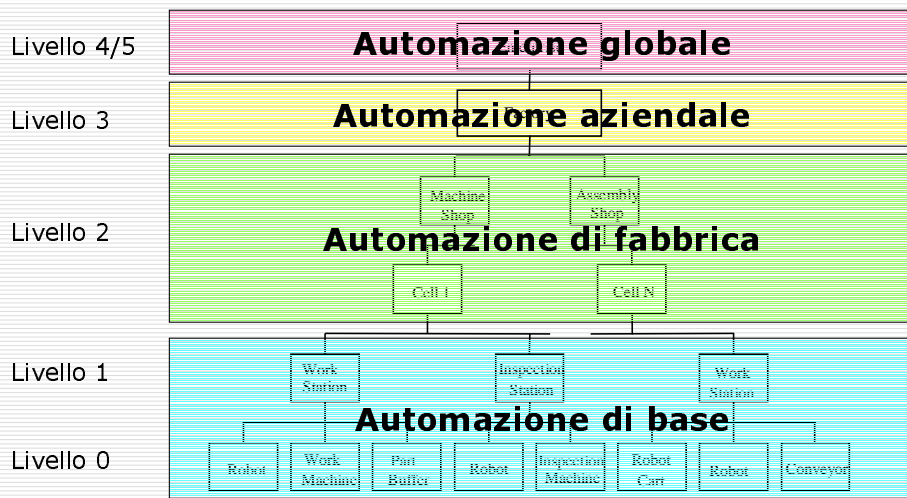 Livello 4/5
Automazione globale
Livello 3
Automazione aziendale
Livello 2
Machine
Shop
Assembly
Shop
Automazione di fabbrica
Cell 1
Cell N
Livello 1
Work
Station
Inspection
Station
Work
Station
Automazione di base
Livello 0
Robot
Work
Machine
Part
Buffer
Robot
Inspection
Machine
Robot
Cart
Robot
Conveyor